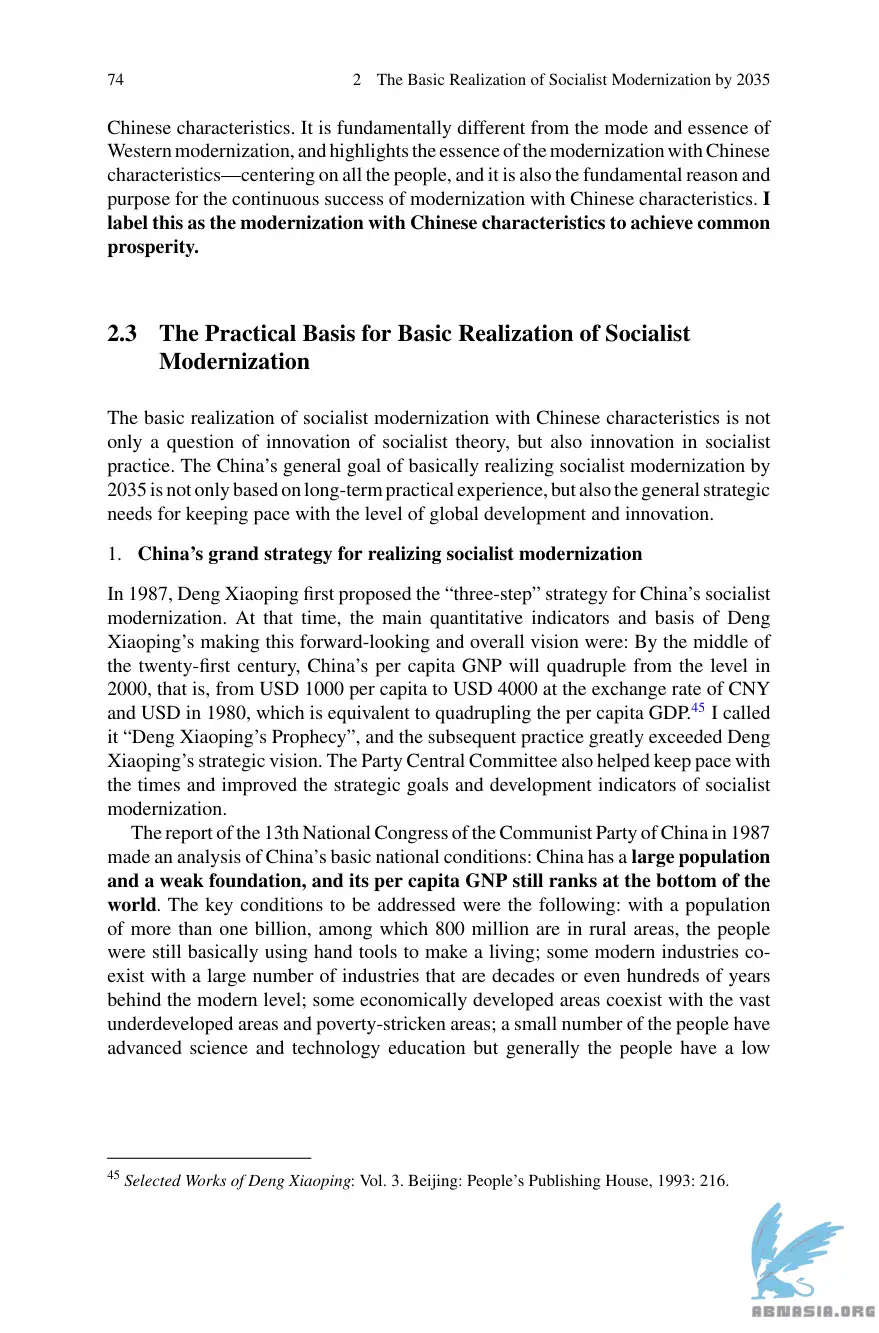 74 2 The Basic Realization of Socialist Modernization by 2035
Chinese characteristics. It is fundamentally different from the mode and essence of
Western modernization, and highlights the essence of the modernization with Chinese
characteristics—centering on all the people, and it is also the fundamental reason and
purpose for the continuous success of modernization with Chinese characteristics. I
label this as the modernization with Chinese characteristics to achieve common
prosperity.
2.3 The Practical Basis for Basic Realization of Socialist
Modernization
The basic realization of socialist modernization with Chinese characteristics is not
only a question of innovation of socialist theory, but also innovation in socialist
practice. The China’s general goal of basically realizing socialist modernization by
2035 is not only based on long-term practical experience, but also the general strategic
needs for keeping pace with the level of global development and innovation.
1. China’s grand strategy for realizing socialist modernization
In 1987, Deng Xiaoping first proposed the “three-step” strategy for China’s socialist
modernization. At that time, the main quantitative indicators and basis of Deng
Xiaoping’s making this forward-looking and overall vision were: By the middle of
the twenty-first century, China’s per capita GNP will quadruple from the level in
2000, that is, from USD 1000 per capita to USD 4000 at the exchange rate of CNY
and USD in 1980, which is equivalent to quadrupling the per capita GDP.45 I called
it “Deng Xiaoping’s Prophecy”, and the subsequent practice greatly exceeded Deng
Xiaoping’s strategic vision. The Party Central Committee also helped keep pace with
the times and improved the strategic goals and development indicators of socialist
modernization.
The report of the 13th National Congress of the Communist Party of China in 1987
made an analysis of China’s basic national conditions: China has a large population
and a weak foundation, and its per capita GNP still ranks at the bottom of the
world. The key conditions to be addressed were the following: with a population
of more than one billion, among which 800 million are in rural areas, the people
were still basically using hand tools to make a living; some modern industries co-
exist with a large number of industries that are decades or even hundreds of years
behind the modern level; some economically developed areas coexist with the vast
underdeveloped areas and poverty-stricken areas; a small number of the people have
advanced science and technology education but generally the people have a low
45 Selected Works of Deng Xiaoping: Vol. 3. Beijing: People’s Publishing House, 1993: 216.
ABNASIA.ORG